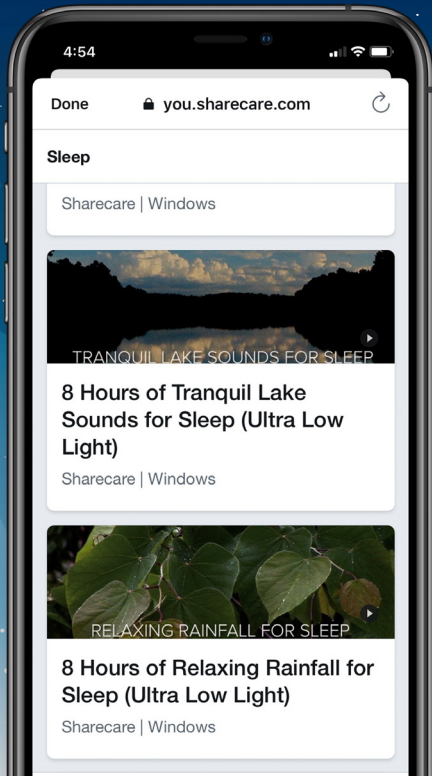 4:54
Done you.sharecare.com
Sleep
Sharecare | Windows
TRANQUIL LAKE SOUNDS FOR SLEEP
8 Hours of Tranquil Lake
Sounds for Sleep (Ultra Low
Light)
Sharecare | Windows
RELAXING RAINFALL FOR SLEEP
8 Hours of Relaxing Rainfall for
Sleep (Ultra Low Light)
Sharecare | Windows